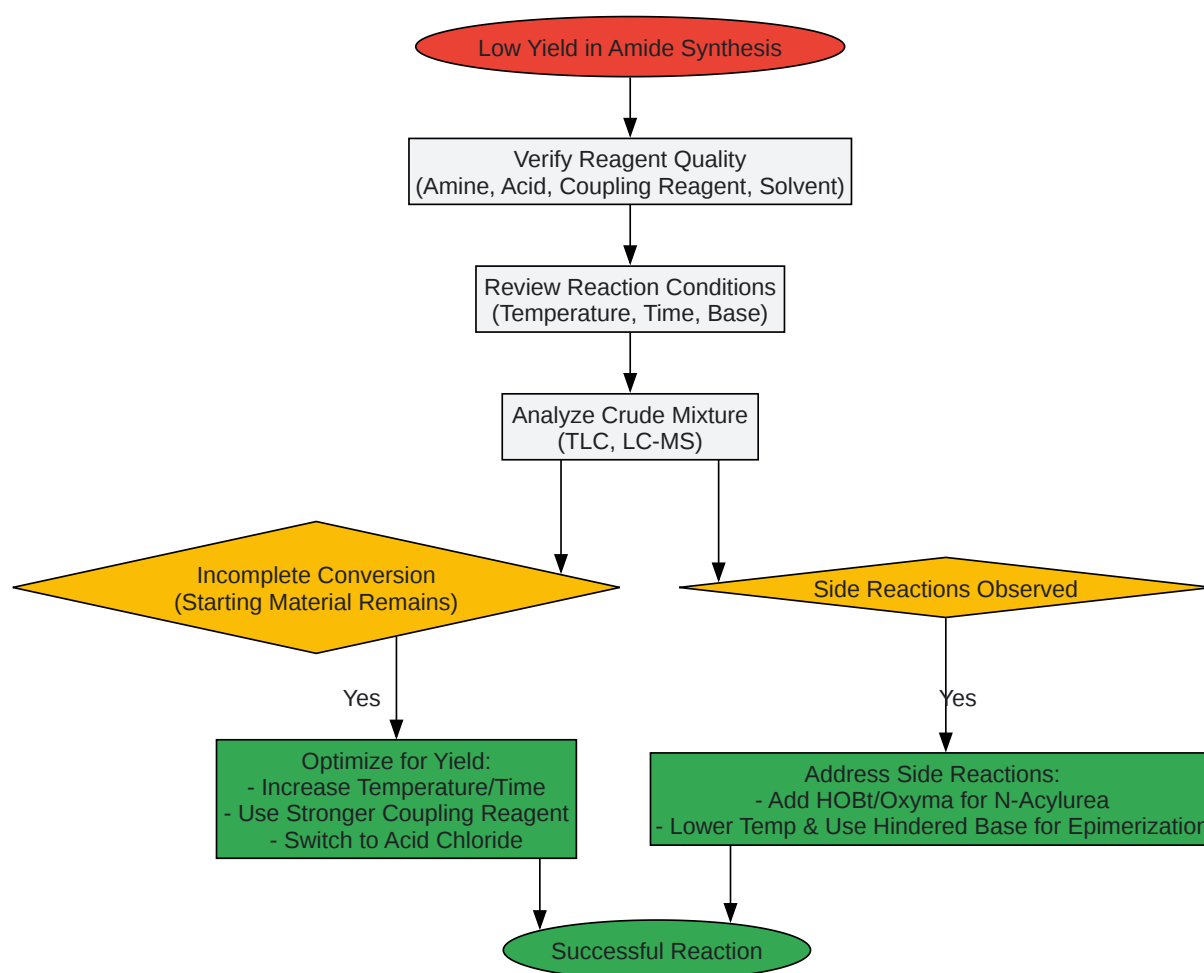 Low Yield in Amide Synthesis
Verify Reagent Quality
(Amine, Acid, Coupling Reagent, Solvent)
Review Reaction Conditions
(Temperature, Time, Base)
Analyze Crude Mixture
(TLC, LC-MS)
Incomplete Conversion
(Starting Material Remains)
Side Reactions Observed
Yes
Yes
Optimize for Yield:
- Increase Temperature/Time
- Use Stronger Coupling Reagent
- Switch to Acid Chloride
Address Side Reactions:
- Add HOBt/Oxyma for N-Acylurea
- Lower Temp & Use Hindered Base for Epimerization
Successful Reaction